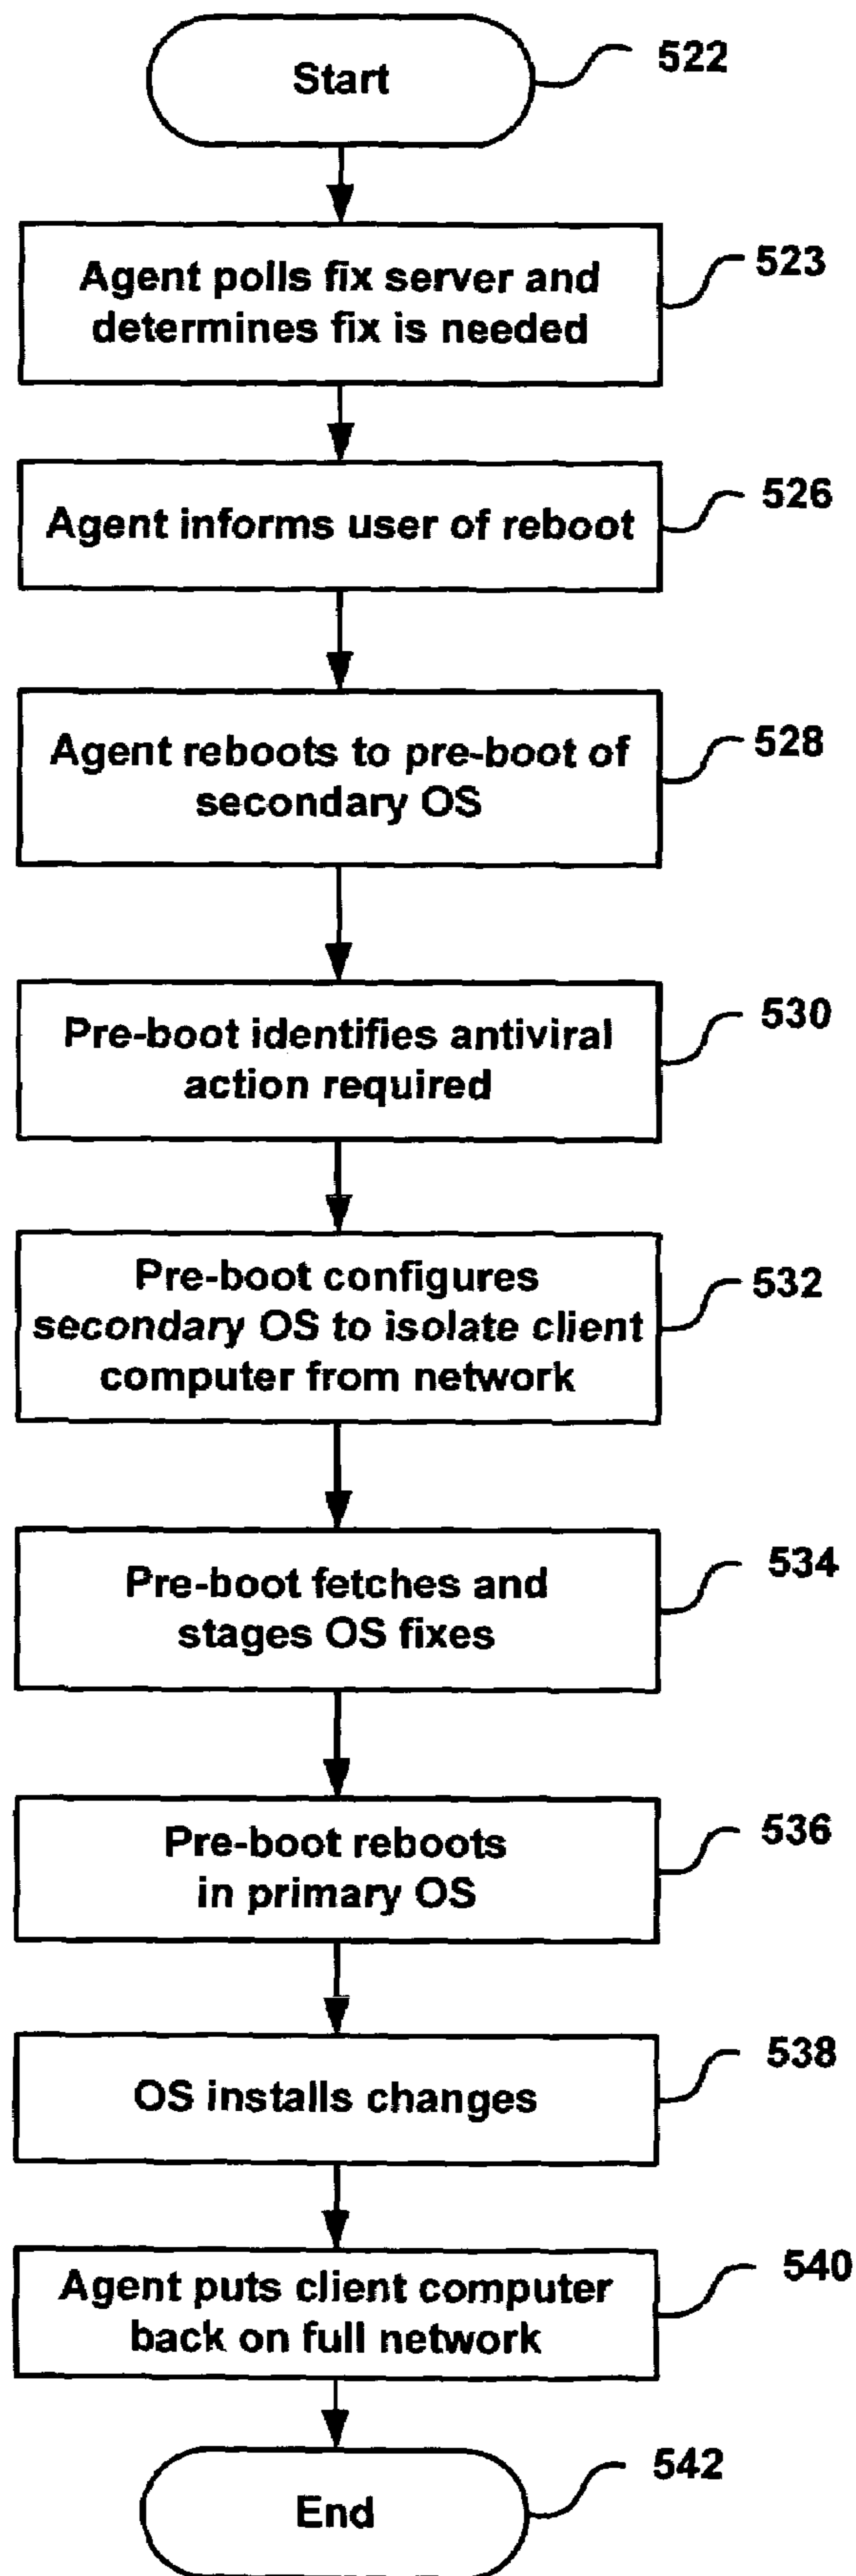 Start
522
Agent polls fix server and
determines fix is needed
523
Agent informs user of reboot
526
Agent reboots to pre-boot of
secondary OS
528
Pre-boot identifies antiviral
action required
530
Pre-boot configures
secondary OS to isolate client
computer from network
532
Pre-boot fetches and
stages OS fixes
534
Pre-boot reboots
in primary OS
536
OS installs changes
538
Agent puts client computer
back on full network
540
End
542